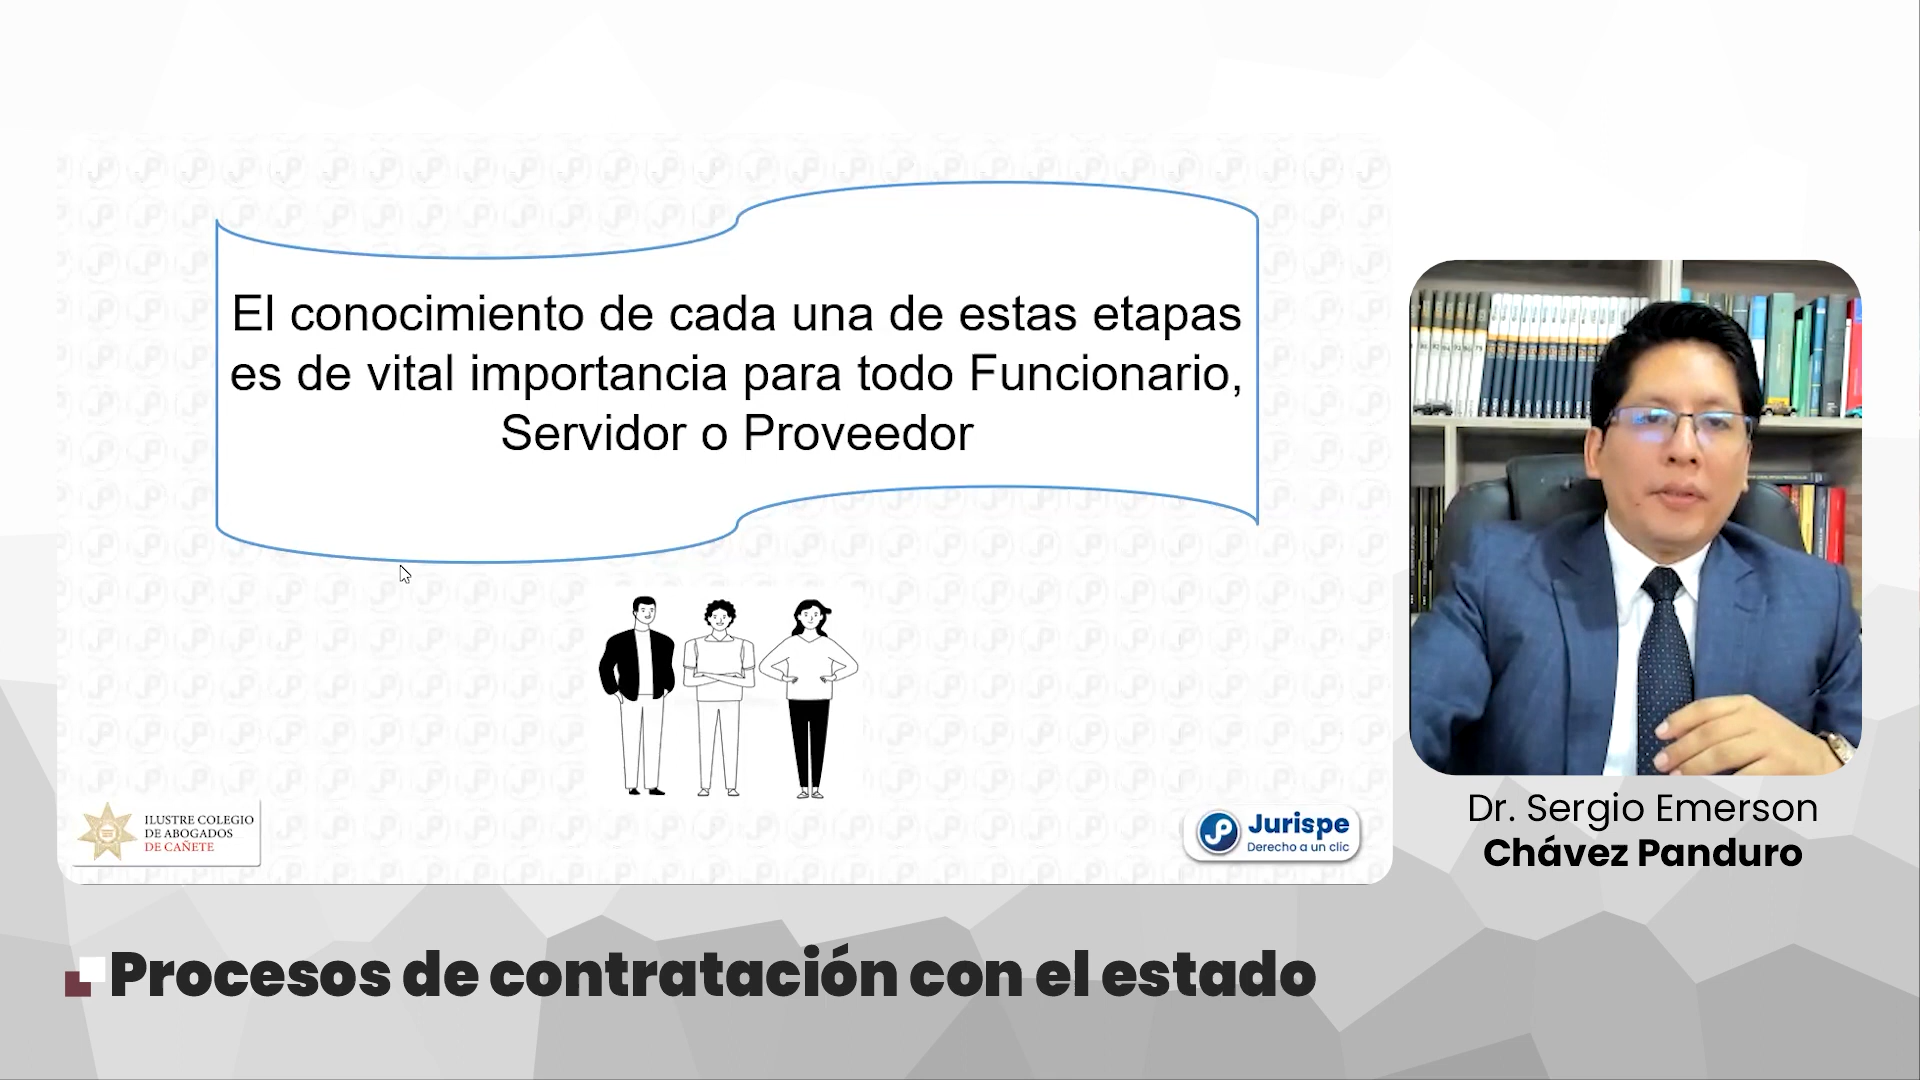 El conocimiento de cada una de estas etapas
es de vital importancia para todo Funcionario,
Servidor o Proveedor
ILUSTRE COLEGIO
DE ABOGADOS
DE CAÑETE
Jurispe
Derecho a un clic
Dr. Sergio Emerson
Chávez Panduro
Procesos de contratación con el estado